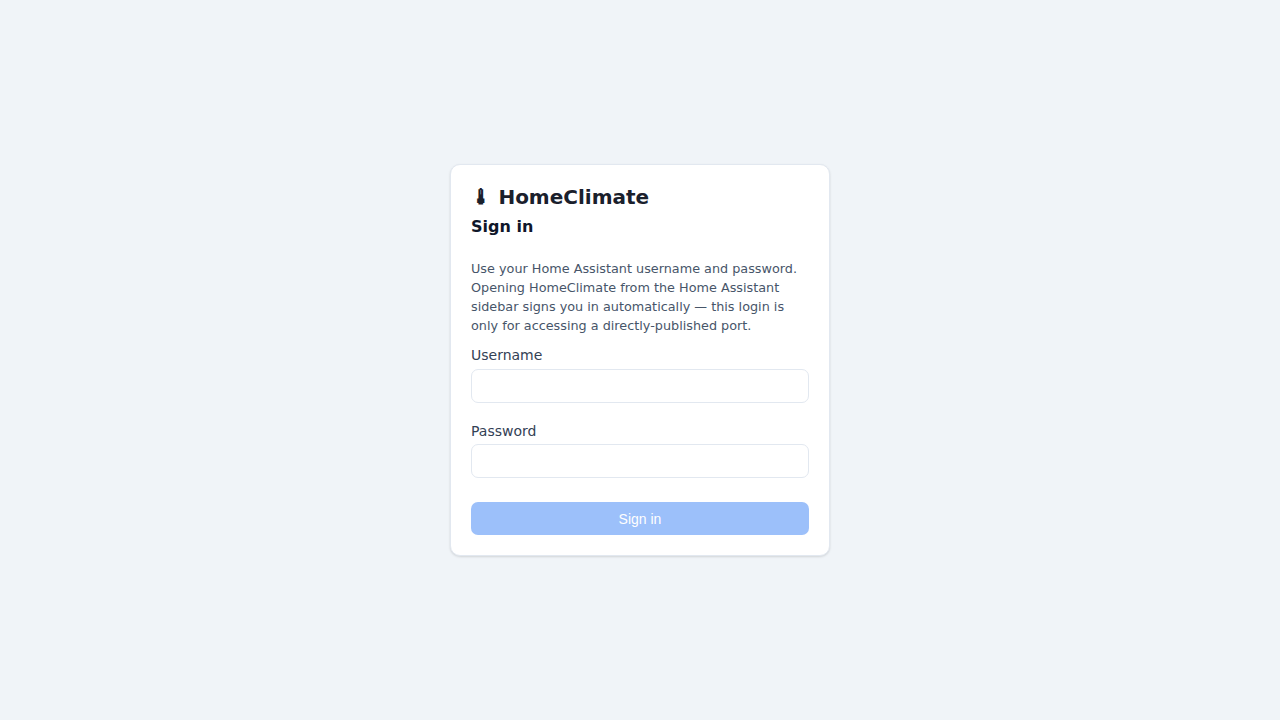 🌡 HomeClimate
Sign in
Use your Home Assistant username and password.
Opening HomeClimate from the Home Assistant
sidebar signs you in automatically — this login is
only for accessing a directly-published port.
Username
Password
Sign in